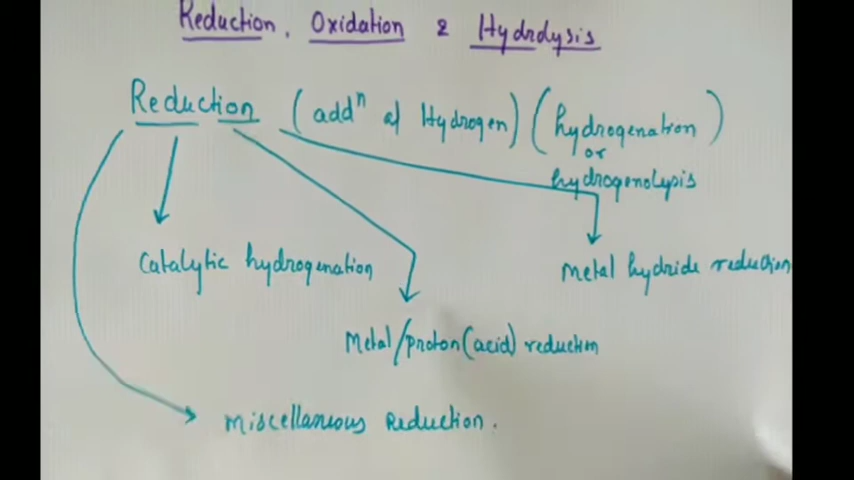 Reduction, Oxidation & Hydrolysis
Reduction (addⁿ of Hydrogen) (hydrogenation
or
hydrogenolysis)
Catalytic hydrogenation
Metal hydride reduction
Metal/proton(acid) reduction
Miscellaneous Reduction.